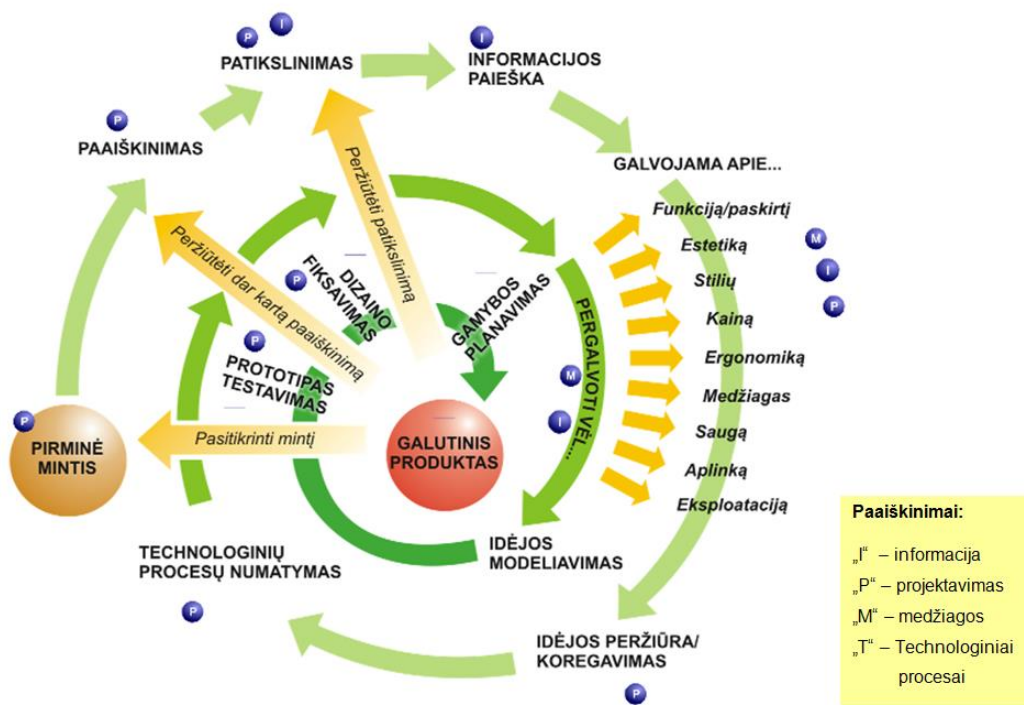 P
I
PATIKSLINIMAS
I
INFORMACIJOS
PAIEŠKA
P
PAAIŠKINIMAS
GALVOJAMA APIE...
Funkciją/paskirtį
Estetiką
Stilių
Kainą
Ergonomiką
Medžiagas
Saugą
Aplinką
Eksploataciją
M
I
P
Peržiūtėti patikslinimą
Peržiūtėti dar kartą paaiškinimą
Pasitikrinti mintį
P
DIZAINO
FIKSAVIMAS
GAMYBOS
PLANAVIMAS
P
PROTOTIPAS
TESTAVIMAS
PERGALVOTI VĖL...
M
I
P
PIRMINĖ
MINTIS
GALUTINIS
PRODUKTAS
IDĖJOS
MODELIAVIMAS
TECHNOLOGINIŲ
PROCESŲ NUMATYMAS
P
IDĖJOS PERŽIŪRA/
KOREGAVIMAS
P
Paaiškinimai:
„I“ – informacija
„P“ – projektavimas
„M“ – medžiagos
„T“ – Technologiniai
procesai